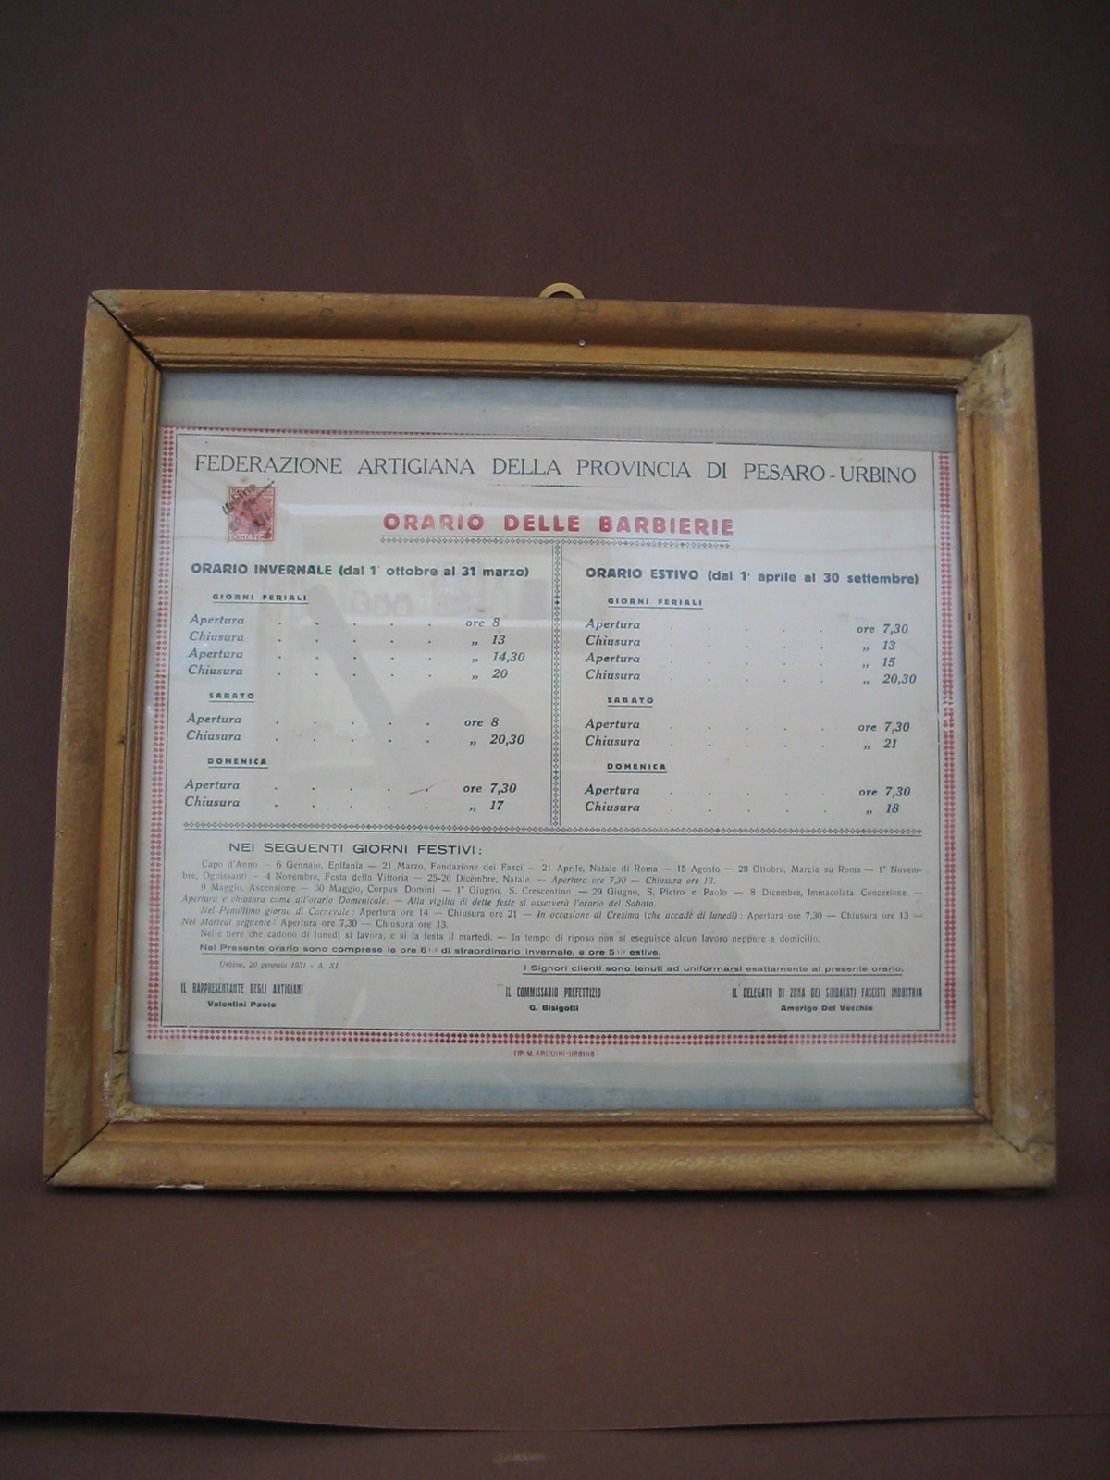 FEDERAZIONE ARTIGIANA DELLA PROVINCIA DI PESARO - URBINO
Urbino
ORARIO DELLE BARBIERIE
ORARIO INVERNALE (dal 1° ottobre al 31 marzo)
GIORNI FERIALI
Apertura . . . . . ore 8
Chiusura . . . . . „ 13
Apertura . . . . . „ 14,30
Chiusura . . . . . „ 20
SABATO
Apertura . . . . . ore 8
Chiusura . . . . . „ 20,30
DOMENICA
Apertura . . . . . ore 7,30
Chiusura . . . . . „ 17
ORARIO ESTIVO (dal 1° aprile al 30 settembre)
GIORNI FERIALI
Apertura . . . . ore 7,30
Chiusura . . . . „ 13
Apertura . . . . „ 15
Chiusura . . . . „ 20,30
SABATO
Apertura . . . . ore 7,30
Chiusura . . . . „ 21
DOMENICA
Apertura . . . . ore 7,30
Chiusura . . . . „ 18
NEI SEGUENTI GIORNI FESTIVI:
Capo d'Anno — 6 Gennaio, Epifania — 21 Marzo, Fondazione dei Fasci — 21 Aprile, Natale di Roma — 15 Agosto — 28 Ottobre, Marcia su Roma — 1° Novem-
bre, Ognissanti — 4 Novembre, Festa della Vittoria — 25-26 Dicembre, Natale. — Apertura ore 7,30 — Chiusura ore 13.
9 Maggio, Ascensione — 30 Maggio, Corpus Domini — 1° Giugno, S. Crescentino — 29 Giugno, S. Pietro e Paolo — 8 Dicembre, Immacolata Concezione. —
Apertura e chiusura come all'orario Domenicale. — Alla vigilia di dette feste si osserverà l'orario del Sabato.
Nel Penultimo giorno di Carnevale: Apertura ore 14 — Chiusura ore 21 — In occasione di Cresima (che accade di lunedì): Apertura ore 7,30 — Chiusura ore 13 —
Nel Martedì argvente: Apertura ore 7,30 — Chiusura ore 13.
Nelle fiere che cadono di lunedì si lavora, e si fa festa il martedì. — In tempo di riposo non si eseguisce alcun lavoro neppure a domicilio.
Nel Presente orario sono comprese le ore 6 di straordinario invernale, e ore 5 estive.
Urbino, 20 gennaio - A. XI
I Signori clienti sono tenuti ad uniformarsi esattamente al presente orario.
IL RAPPRESENTANTE DEGLI ARTIGIANI
Valentini Paolo
IL COMMISSARIO PREFETTIZIO
G. Bisigotti
IL DELEGATO DI ZONA DEI SINDACATI FASCISTI INDUSTRIA
Amerigo Del Vecchio
TIP. - URBINO